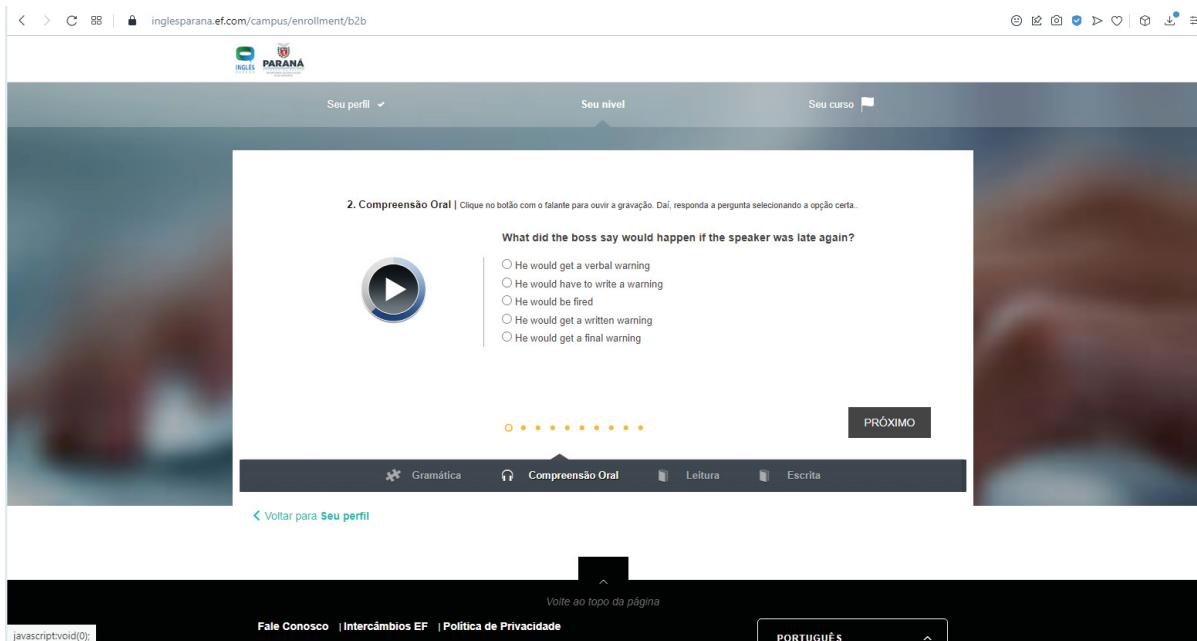 inglesparana.ef.com/campus/enrollment/b2b
INGLÊS
PARANÁ
PARANÁ
Seu perfil
Seu nível
Seu curso
2. Compreensão Oral | Clique no botão com o falante para ouvir a gravação. Daí, responda a pergunta selecionando a opção certa..
What did the boss say would happen if the speaker was late again?
He would get a verbal warning
He would have to write a warning
He would be fired
He would get a written warning
He would get a final warning
PRÓXIMO
Gramática Compreensão Oral Leitura Escrita
Voltar para Seu perfil
Volte ao topo da página
Fale Conosco | Intercâmbios EF | Política de Privacidade
PORTUGUÊS
javascript:void(0);